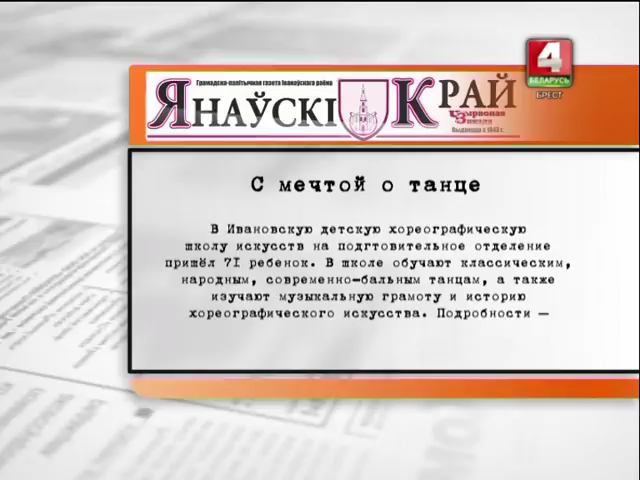 4
БЕЛАРУСЬ
БРЕСТ
Грамадска-палітычная газета Іванаўскага раёна
ЯНАЎСКІ КРАЙ
Чырвоная
Звязда
Выдаецца з 1943 г.
С мечтой о танце
В Ивановскую детскую хореографическую
школу искусств на подгтовительное отделение
пришёл 71 ребенок. В школе обучают классическим,
народным, современно-бальным танцам, а также
изучают музыкальную грамоту и историю
хореографического искусства. Подробности —